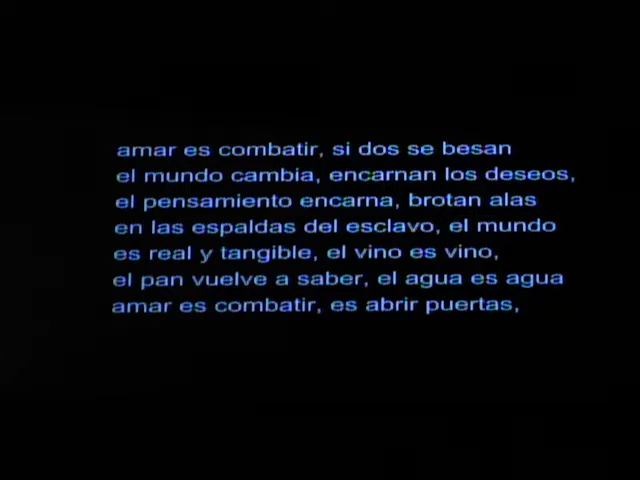 amar es combatir, si dos se besan
el mundo cambia, encarnan los deseos,
el pensamiento encarna, brotan alas
en las espaldas del esclavo, el mundo
es real y tangible, el vino es vino,
el pan vuelve a saber, el agua es agua
amar es combatir, es abrir puertas,